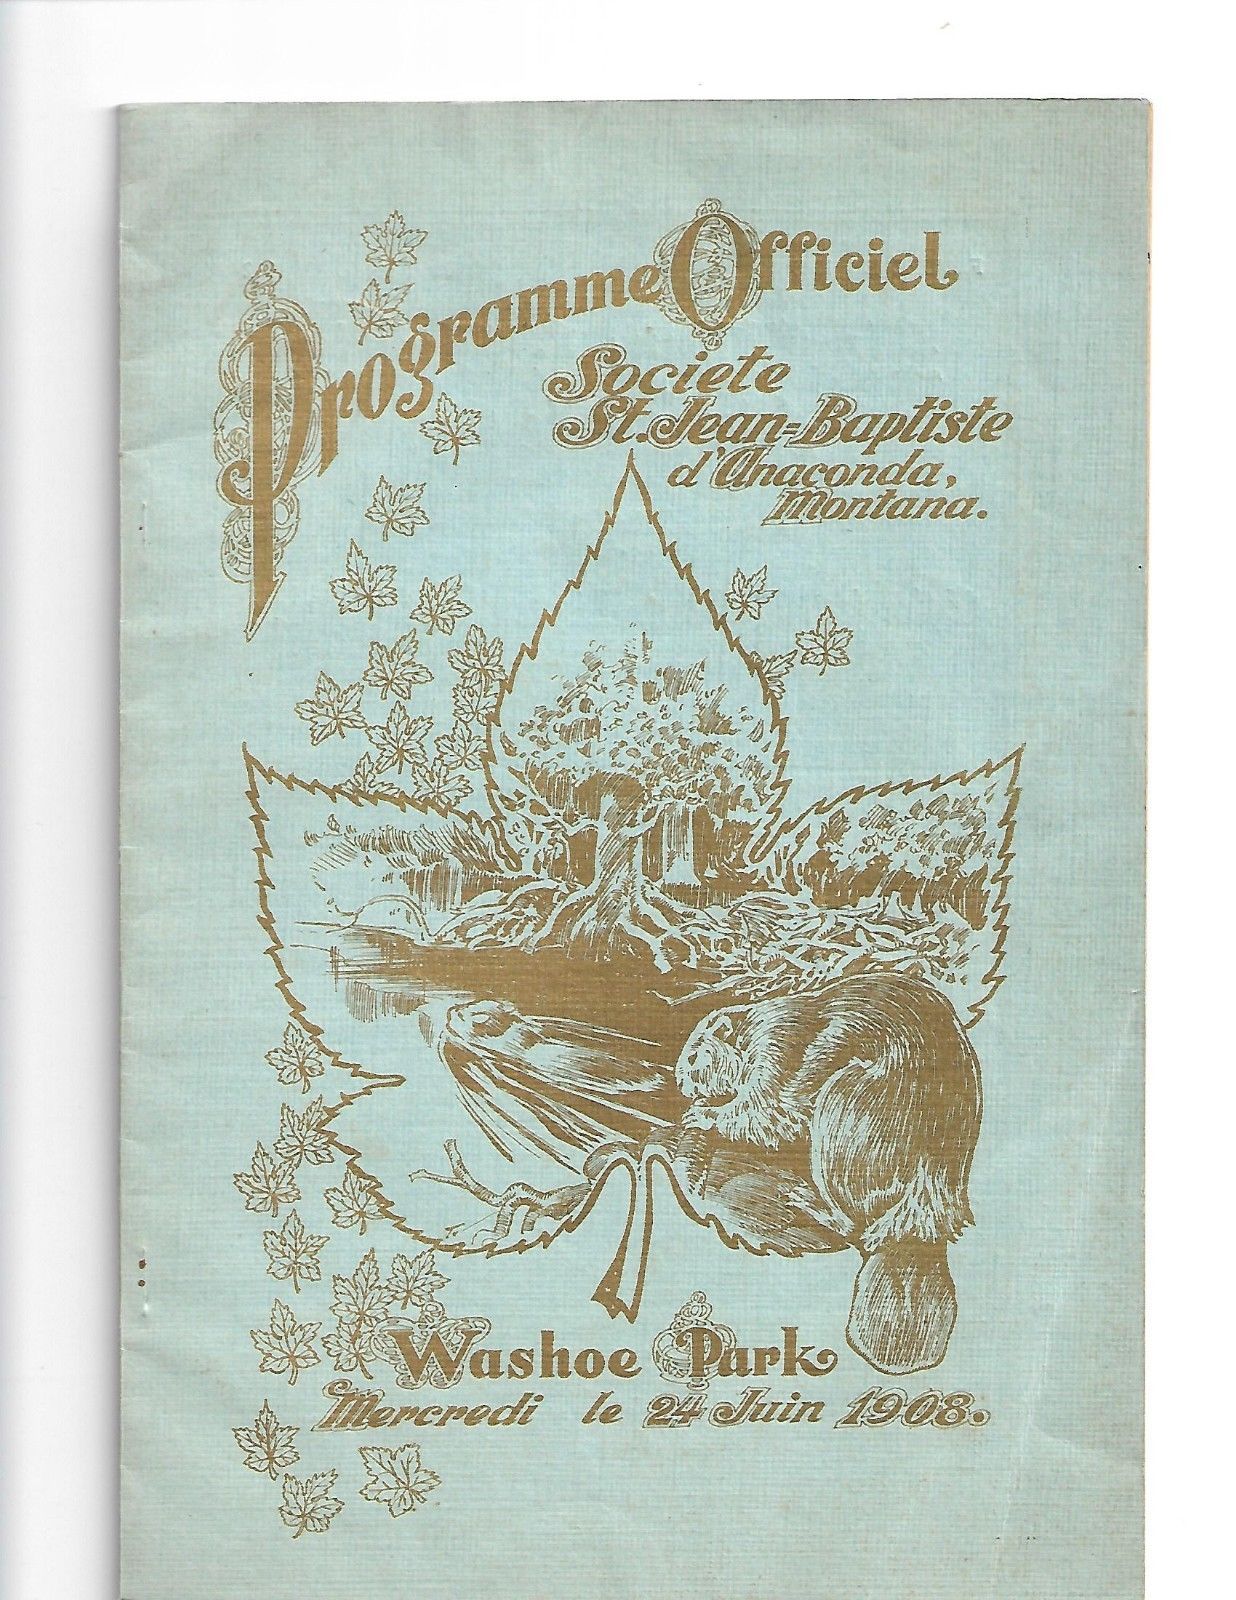 Programme Officiel
Societe
St. Jean=Baptiste
d'Anaconda,
Montana.
Washoe Park
Mercredi le 24 Juin 1908.